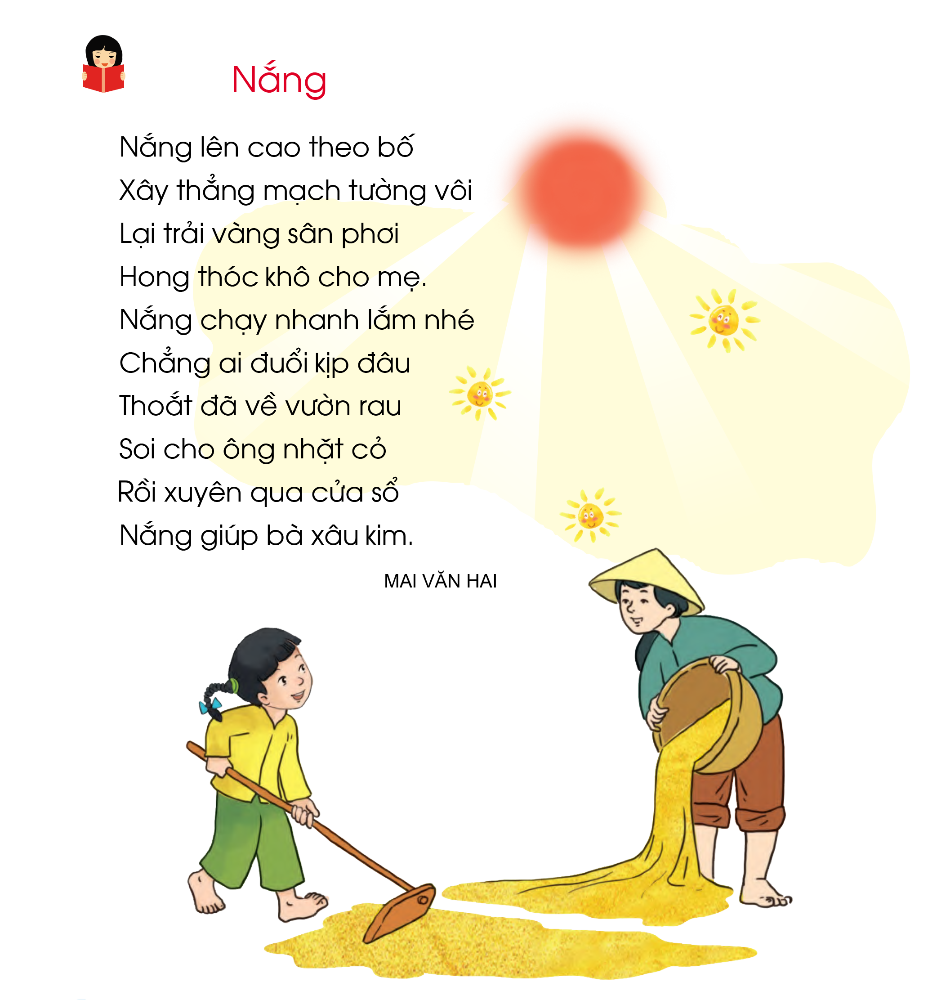 Nắng
Nắng lên cao theo bố
Xây thẳng mạch tường vôi
Lại trải vàng sân phơi
Hong thóc khô cho mẹ.
Nắng chạy nhanh lắm nhé
Chẳng ai đuổi kịp đâu
Thoắt đã về vườn rau
Soi cho ông nhặt cỏ
Rồi xuyên qua cửa sổ
Nắng giúp bà xâu kim.
MAI VĂN HAI